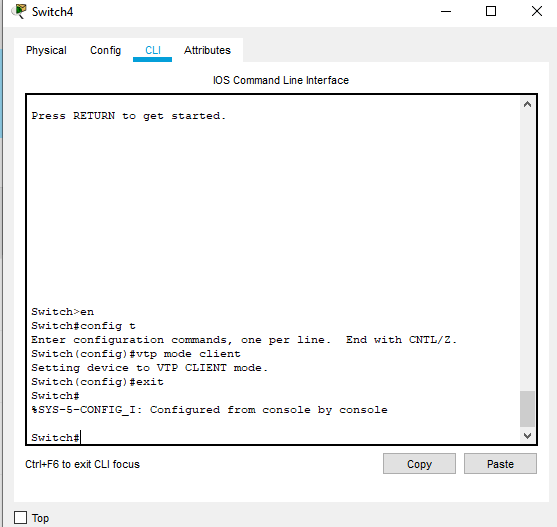 Switch4
Physical Config CLI Attributes
IOS Command Line Interface
Press RETURN to get started.
Switch>en
Switch#config t
Enter configuration commands, one per line.  End with CNTL/Z.
Switch(config)#vtp mode client
Setting device to VTP CLIENT mode.
Switch(config)#exit
Switch#
%SYS-5-CONFIG_I: Configured from console by console
Switch#
Ctrl+F6 to exit CLI focus
Copy Paste
Top